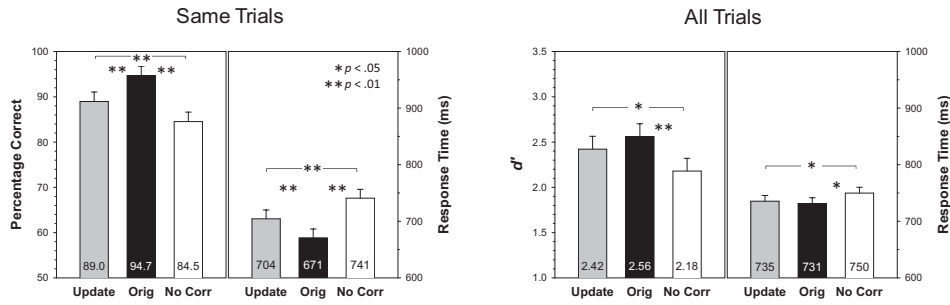 Same Trials
All Trials
100
90
80
70
60
50
Percentage Correct
** ** **
89.0 94.7 84.5
Update Orig No Corr
* p < .05
** p < .01
** ** **
704 671 741
Update Orig No Corr
1000
900
800
700
600
Response Time (ms)
3.5
3.0
2.5
2.0
1.5
1.0
d′
* **
2.42 2.56 2.18
Update Orig No Corr
* *
735 731 750
Update Orig No Corr
1000
900
800
700
600
Response Time (ms)